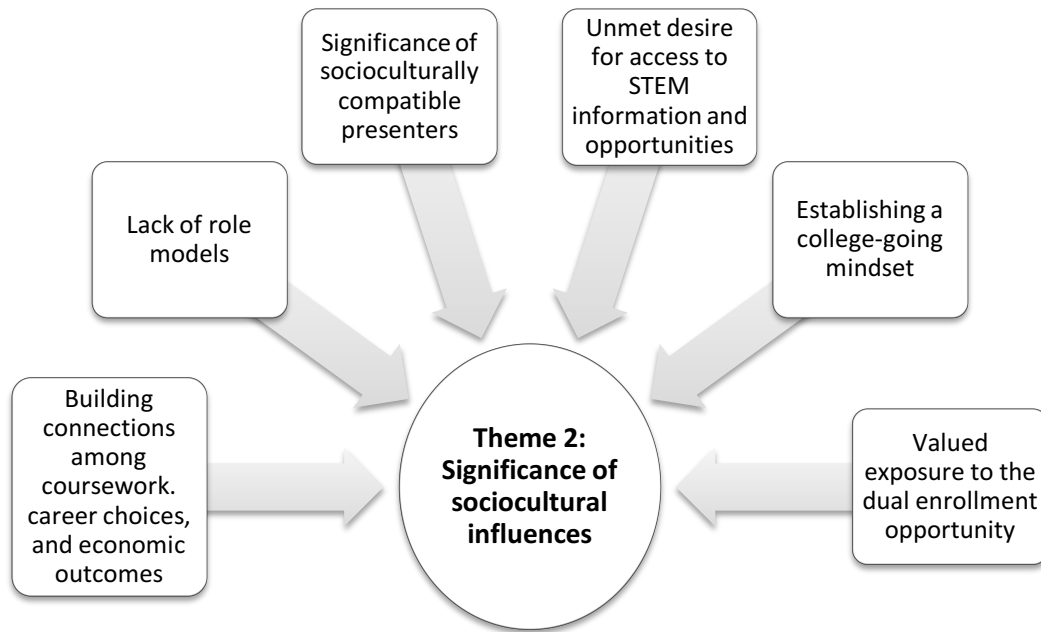 Significance of
socioculturally
compatible
presenters
Unmet desire
for access to
STEM
information and
opportunities
Lack of role
models
Establishing a
college-going
mindset
Building
connections
among
coursework.
career choices,
and economic
outcomes
Theme 2:
Significance of
sociocultural
influences
Valued
exposure to the
dual enrollment
opportunity